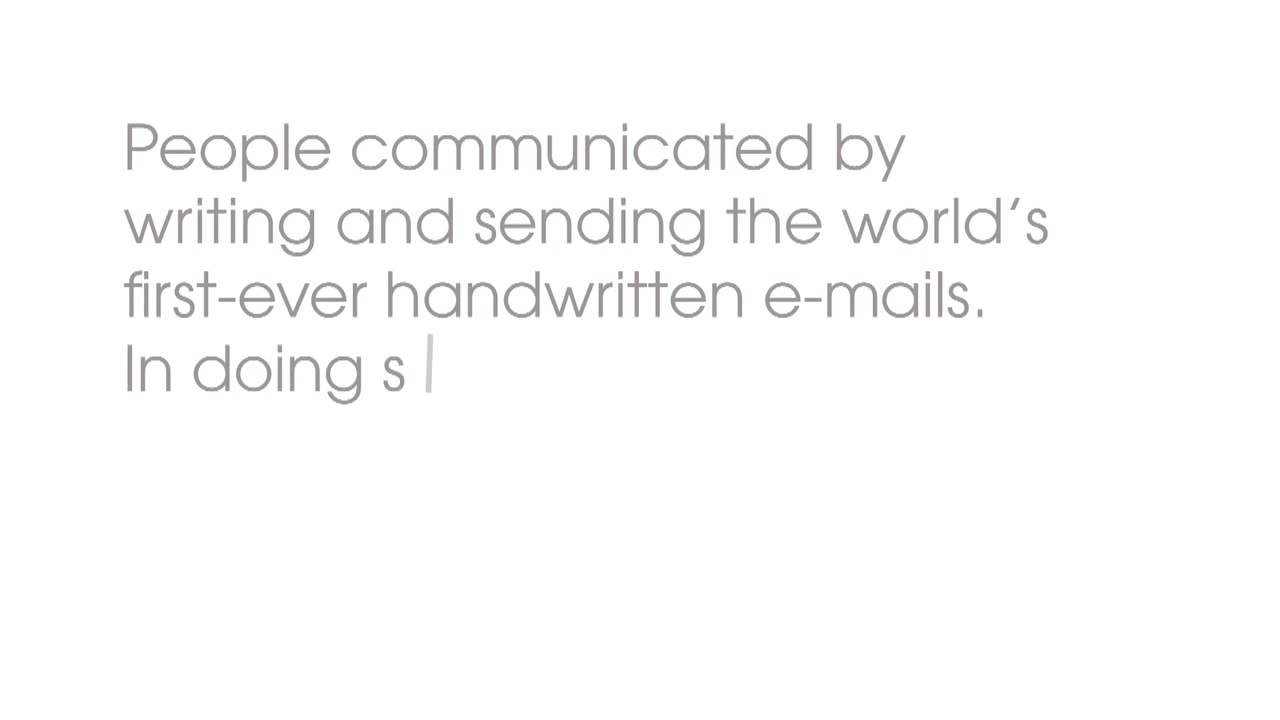 People communicated by
writing and sending the world’s
first-ever handwritten e-mails.
In doing s